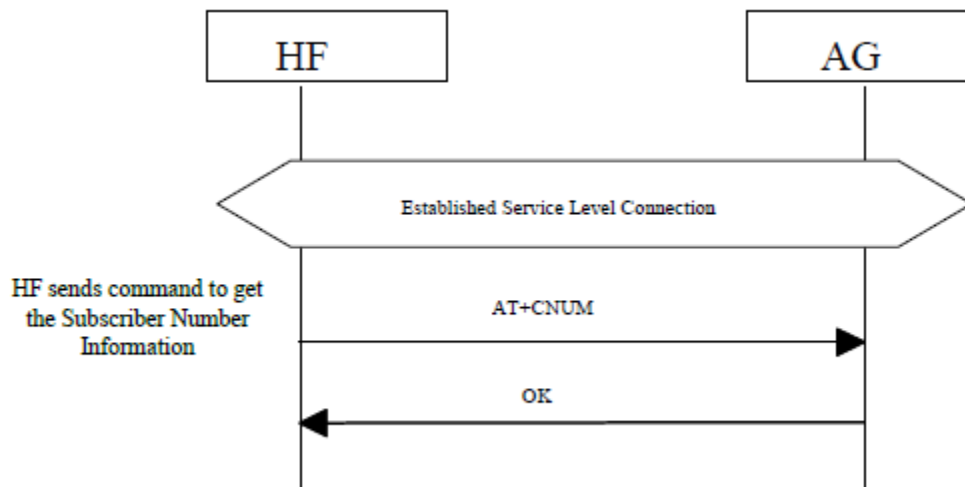 HF
AG
Established Service Level Connection
HF sends command to get
the Subscriber Number
Information
AT+CNUM
OK